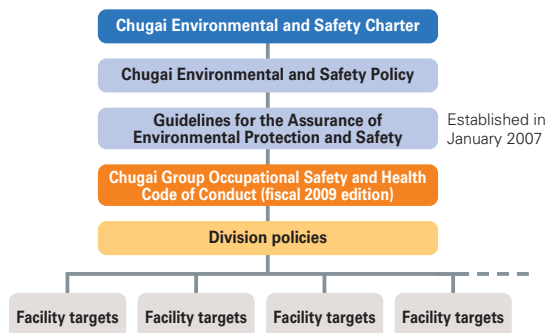 Chugai Environmental and Safety Charter
Chugai Environmental and Safety Policy
Guidelines for the Assurance of
Environmental Protection and Safety
Established in
January 2007
Chugai Group Occupational Safety and Health
Code of Conduct (fiscal 2009 edition)
Division policies
Facility targets
Facility targets
Facility targets
Facility targets